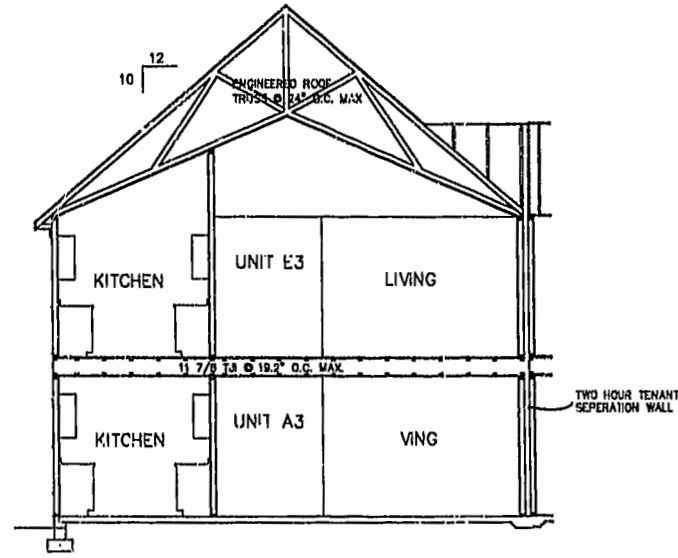 12
10
ENGINEERED ROOF
TRUSS @ 24" O.C. MAX
KITCHEN
UNIT E3
LIVING
11 7/8 TJI @ 19.2" O.C. MAX.
TWO HOUR TENANT
SEPERATION WALL
KITCHEN
UNIT A3
VING